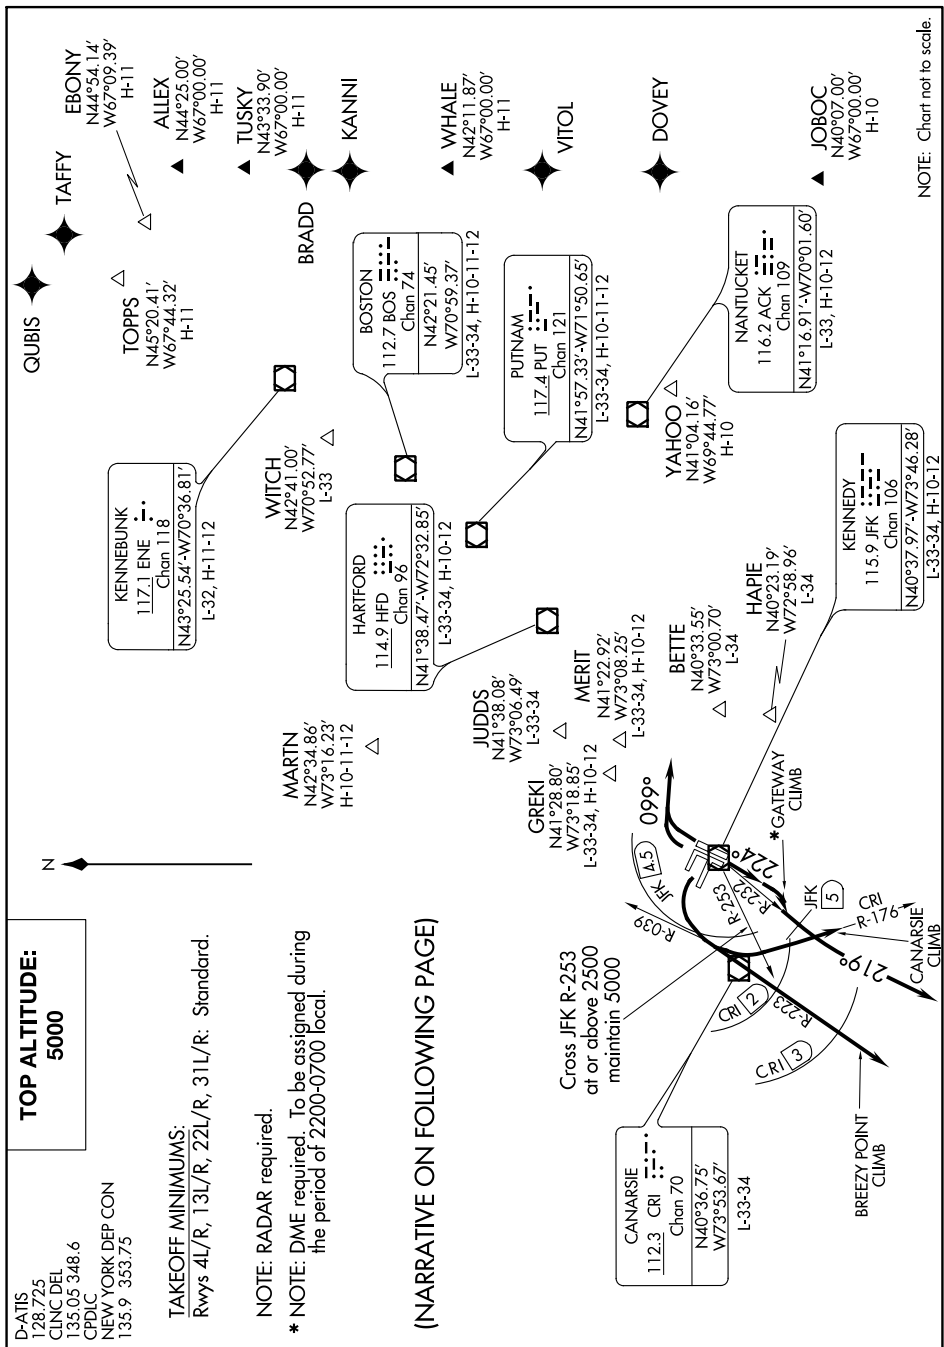 D-ATIS
128.725
CLNC DEL
135.05 348.6
CPDLC
NEW YORK DEP CON
135.9 353.75
TOP ALTITUDE:
5000
TAKEOFF MINIMUMS:
Rwys 4L/R, 13L/R, 22L/R, 31L/R: Standard.
NOTE: RADAR required.
* NOTE: DME required. To be assigned during
the period of 2200-0700 local.
(NARRATIVE ON FOLLOWING PAGE)
N
QUBIS
TAFFY
EBONY
N44°54.14'
W67°09.39'
H-11
TOPPS
N45°20.41'
W67°44.32'
H-11
ALLEX
N44°25.00'
W67°00.00'
H-11
TUSKY
N43°33.90'
W67°00.00'
H-11
BRADD
KANNI
KENNEBUNK
117.1 ENE
Chan 118
N43°25.54'-W70°36.81'
L-32, H-11-12
WITCH
N42°41.00'
W70°52.77'
L-33
BOSTON
112.7 BOS
Chan 74
N42°21.45'
W70°59.37'
L-33-34, H-10-11-12
WHALE
N42°11.87'
W67°00.00'
H-11
MARTN
N42°34.86'
W73°16.23'
H-10-11-12
HARTFORD
114.9 HFD
Chan 96
N41°38.47'-W72°32.85'
L-33-34, H-10-12
PUTNAM
117.4 PUT
Chan 121
N41°57.33'-W71°50.65'
L-33-34, H-10-11-12
VITOL
DOVEY
JUDDS
N41°38.08'
W73°06.49'
L-33-34
GREKI
N41°28.80'
W73°18.85'
L-33-34, H-10-12
MERIT
N41°22.92'
W73°08.25'
L-33-34, H-10-12
YAHOO
N41°04.16'
W69°44.77'
H-10
NANTUCKET
116.2 ACK
Chan 109
N41°16.91'-W70°01.60'
L-33, H-10-12
JOBOC
N40°07.00'
W67°00.00'
H-10
BETTE
N40°33.55'
W73°00.70'
L-34
HAPIE
N40°23.19'
W72°58.96'
L-34
KENNEDY
115.9 JFK
Chan 106
N40°37.97'-W73°46.28'
L-33-34, H-10-12
099°
JFK 4.5
R-039
R-253
R-232
224°
*GATEWAY
CLIMB
JFK
5
CRI
R-176
CANARSIE
CLIMB
219°
Cross JFK R-253
at or above 2500
maintain 5000
CRI 2
R-223
CRI 3
BREEZY POINT
CLIMB
CANARSIE
112.3 CRI
Chan 70
N40°36.75'
W73°53.67'
L-33-34
NOTE: Chart not to scale.